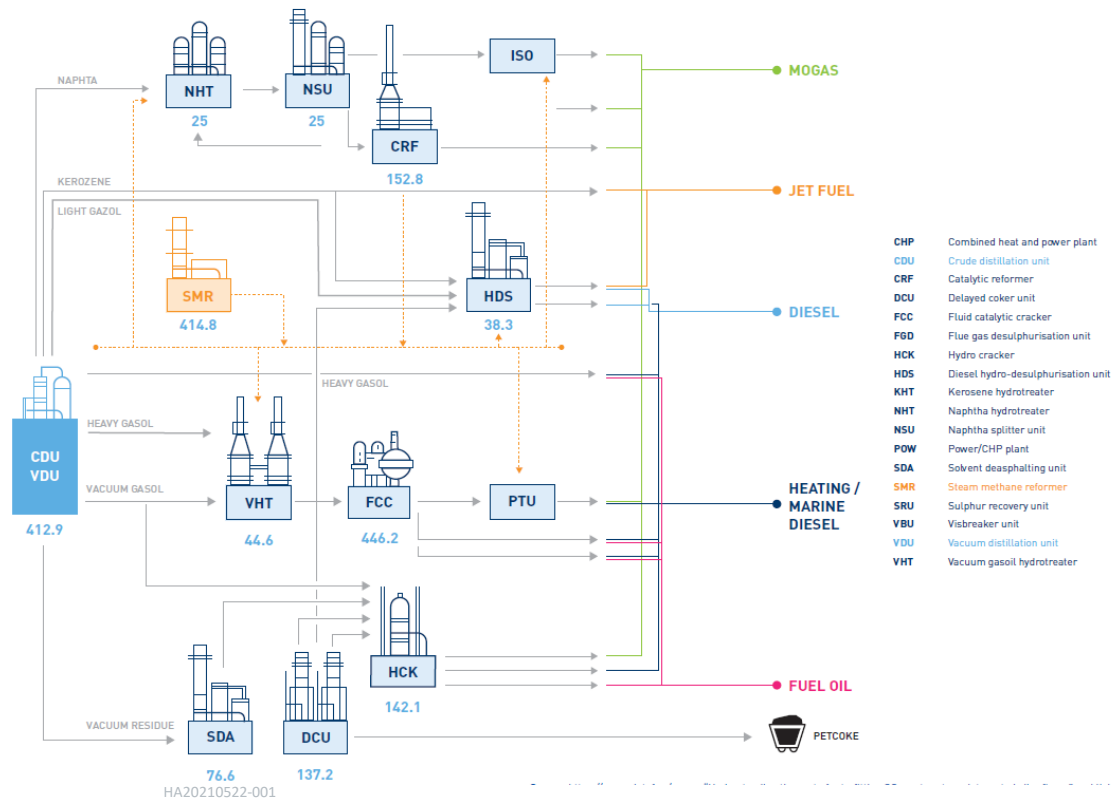 ISO
MOGAS
NAPHTA
NHT
NSU
25
25
CRF
152.8
KEROZENE
JET FUEL
LIGHT GAZOL
SMR
414.8
HDS
38.3
DIESEL
HEAVY GASOL
HEAVY GASOL
CDU
VDU
412.9
VACUUM GASOL
VHT
44.6
FCC
446.2
PTU
HEATING /
MARINE
DIESEL
HCK
142.1
FUEL OIL
VACUUM RESIDUE
SDA
76.6
DCU
137.2
PETCOKE
HA20210522-001
CHP Combined heat and power plant
CDU Crude distillation unit
CRF Catalytic reformer
DCU Delayed coker unit
FCC Fluid catalytic cracker
FGD Flue gas desulphurisation unit
HCK Hydro cracker
HDS Diesel hydro-desulphurisation unit
KHT Kerosene hydrotreater
NHT Naphtha hydrotreater
NSU Naphtha splitter unit
POW Power/CHP plant
SDA Solvent deasphalting unit
SMR Steam methane reformer
SRU Sulphur recovery unit
VBU Visbreaker unit
VDU Vacuum distillation unit
VHT Vacuum gasoil hydrotreater